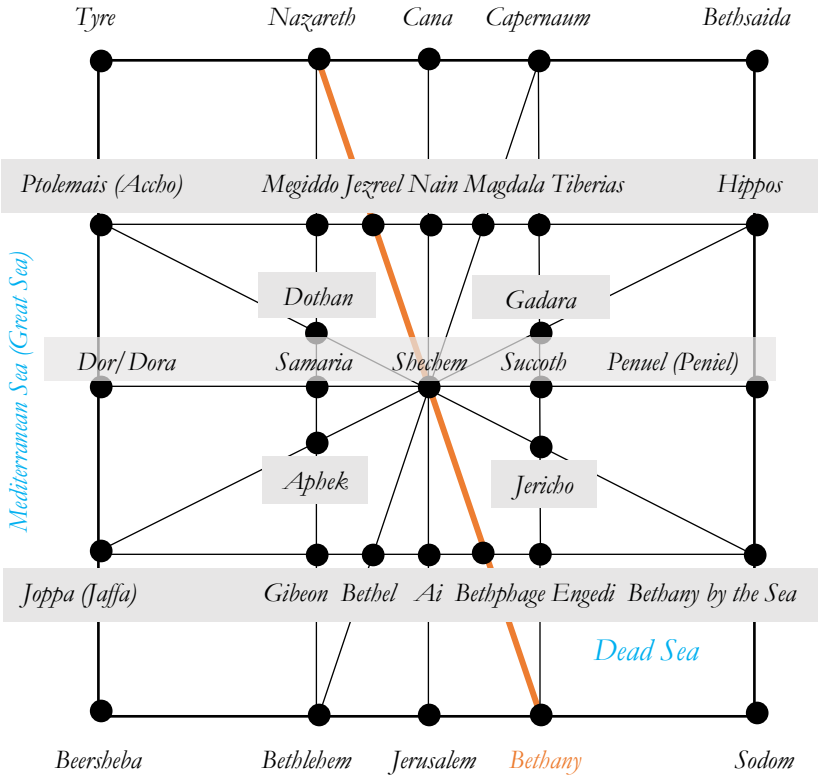 Tyre Nazareth Cana Capernaum Bethsaida
Ptolemais (Accho) Megiddo Jezreel Nain Magdala Tiberias Hippos
Mediterranean Sea (Great Sea)
Dothan Gadara
Dor/Dora Samaria Shechem Succoth Penuel (Peniel)
Aphek Jericho
Joppa (Jaffa) Gibeon Bethel Ai Bethphage Engedi Bethany by the Sea
Dead Sea
Beersheba Bethlehem Jerusalem Bethany Sodom